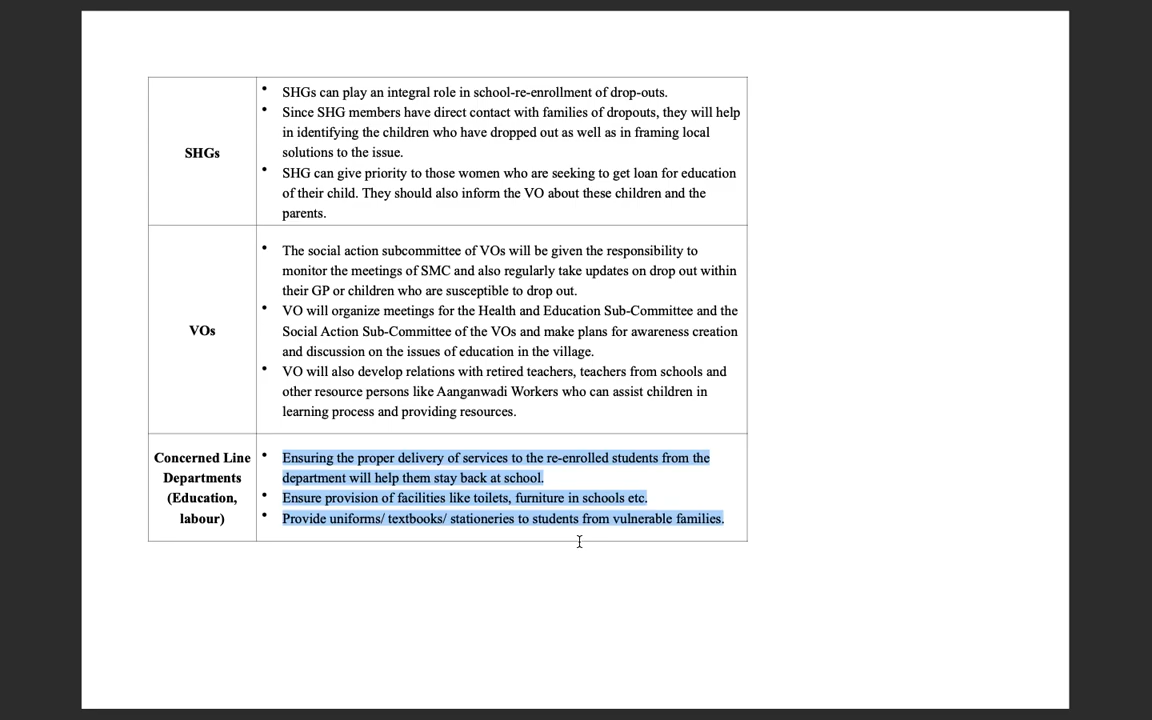 SHGs
• SHGs can play an integral role in school-re-enrollment of drop-outs.
• Since SHG members have direct contact with families of dropouts, they will help
in identifying the children who have dropped out as well as in framing local
solutions to the issue.
• SHG can give priority to those women who are seeking to get loan for education
of their child. They should also inform the VO about these children and the
parents.
VOs
• The social action subcommittee of VOs will be given the responsibility to
monitor the meetings of SMC and also regularly take updates on drop out within
their GP or children who are susceptible to drop out.
• VO will organize meetings for the Health and Education Sub-Committee and the
Social Action Sub-Committee of the VOs and make plans for awareness creation
and discussion on the issues of education in the village.
• VO will also develop relations with retired teachers, teachers from schools and
other resource persons like Aanganwadi Workers who can assist children in
learning process and providing resources.
Concerned Line
Departments
(Education,
labour)
• Ensuring the proper delivery of services to the re-enrolled students from the
department will help them stay back at school.
• Ensure provision of facilities like toilets, furniture in schools etc.
• Provide uniforms/ textbooks/ stationeries to students from vulnerable families.